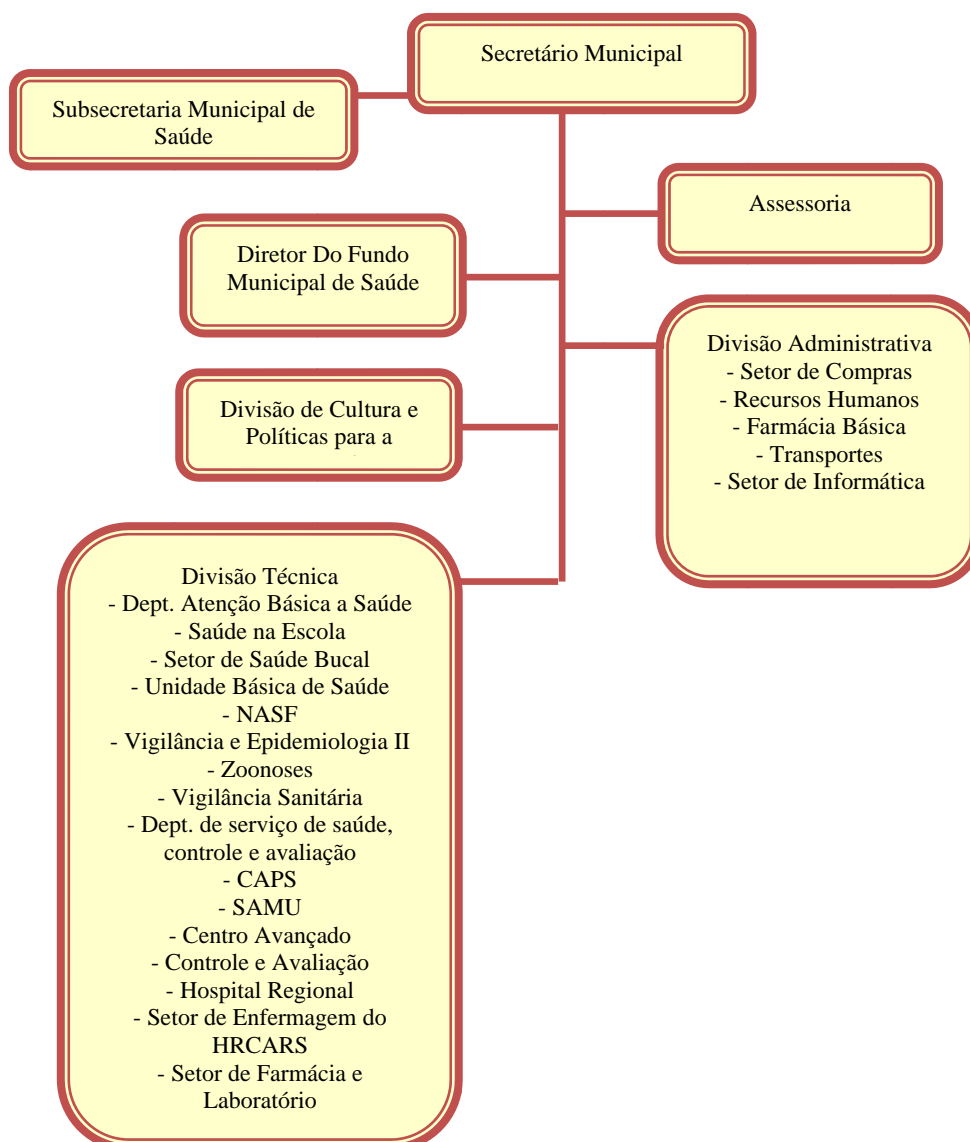 Secretário Municipal
Subsecretaria Municipal de
Saúde
Assessoria
Diretor Do Fundo
Municipal de Saúde
Divisão Administrativa
- Setor de Compras
- Recursos Humanos
- Farmácia Básica
- Transportes
- Setor de Informática
Divisão de Cultura e
Políticas para a
Divisão Técnica
- Dept. Atenção Básica a Saúde
- Saúde na Escola
- Setor de Saúde Bucal
- Unidade Básica de Saúde
- NASF
- Vigilância e Epidemiologia II
- Zoonoses
- Vigilância Sanitária
- Dept. de serviço de saúde,
controle e avaliação
- CAPS
- SAMU
- Centro Avançado
- Controle e Avaliação
- Hospital Regional
- Setor de Enfermagem do
HRCARS
- Setor de Farmácia e
Laboratório